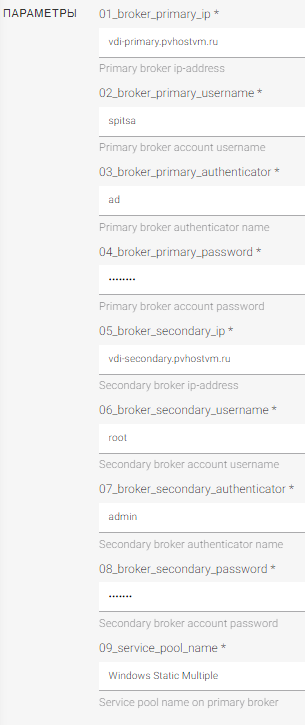 ПАРАМЕТРЫ
01_broker_primary_ip *
vdi-primary.pvhostvm.ru
Primary broker ip-address
02_broker_primary_username *
spitsa
Primary broker account username
03_broker_primary_authenticator *
ad
Primary broker authenticator name
04_broker_primary_password *
••••••••
Primary broker account password
05_broker_secondary_ip *
vdi-secondary.pvhostvm.ru
Secondary broker ip-address
06_broker_secondary_username *
root
Secondary broker account username
07_broker_secondary_authenticator *
admin
Secondary broker authenticator name
08_broker_secondary_password *
•••••••
Secondary broker account password
09_service_pool_name *
Windows Static Multiple
Service pool name on primary broker